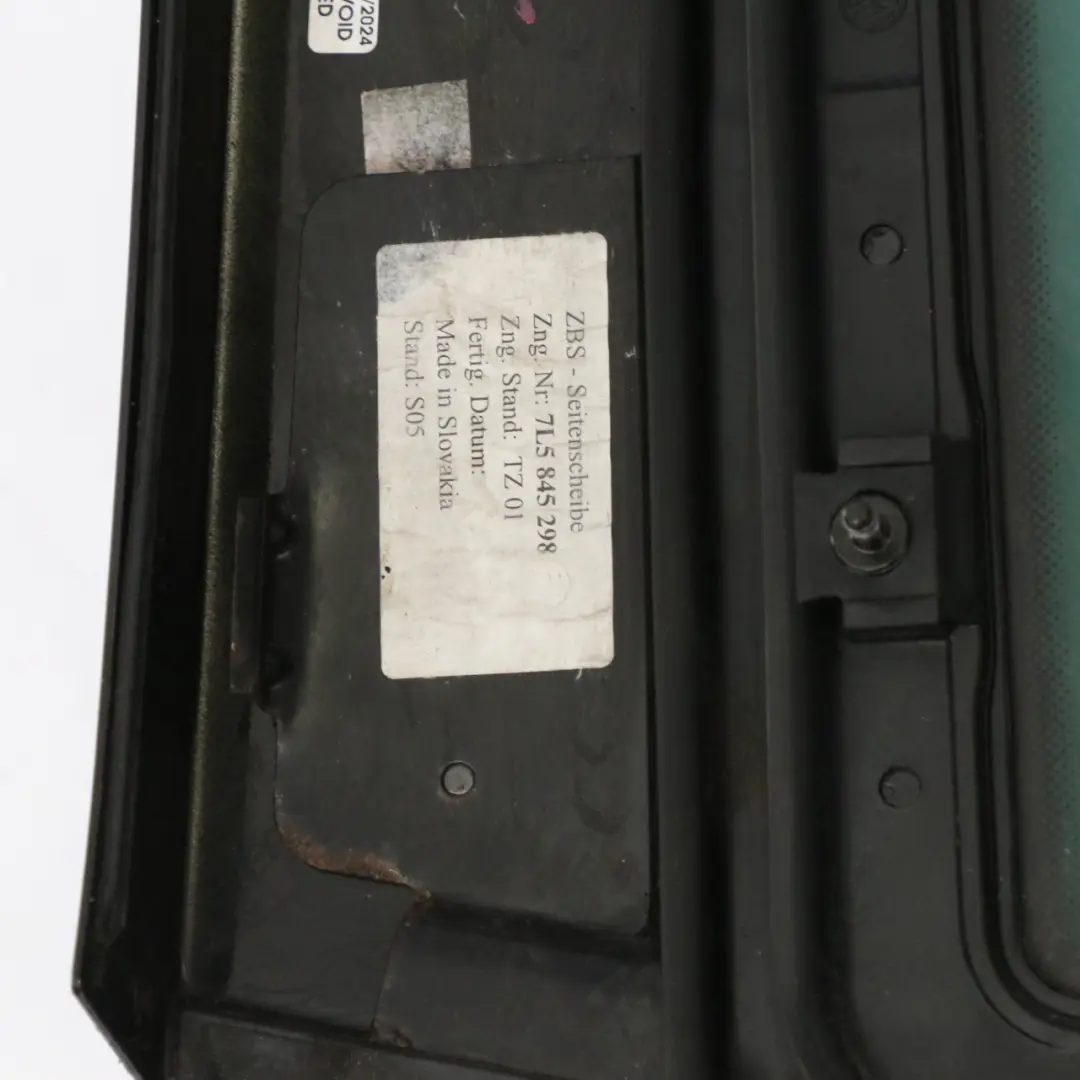 /2024
VOID
ED
ZBS - Seitenscheibe
Zng. Nr: 7L5 845 298
Zng. Stand: TZ 01
Fertig. Datum:
Made in Slovakia
Stand: S05